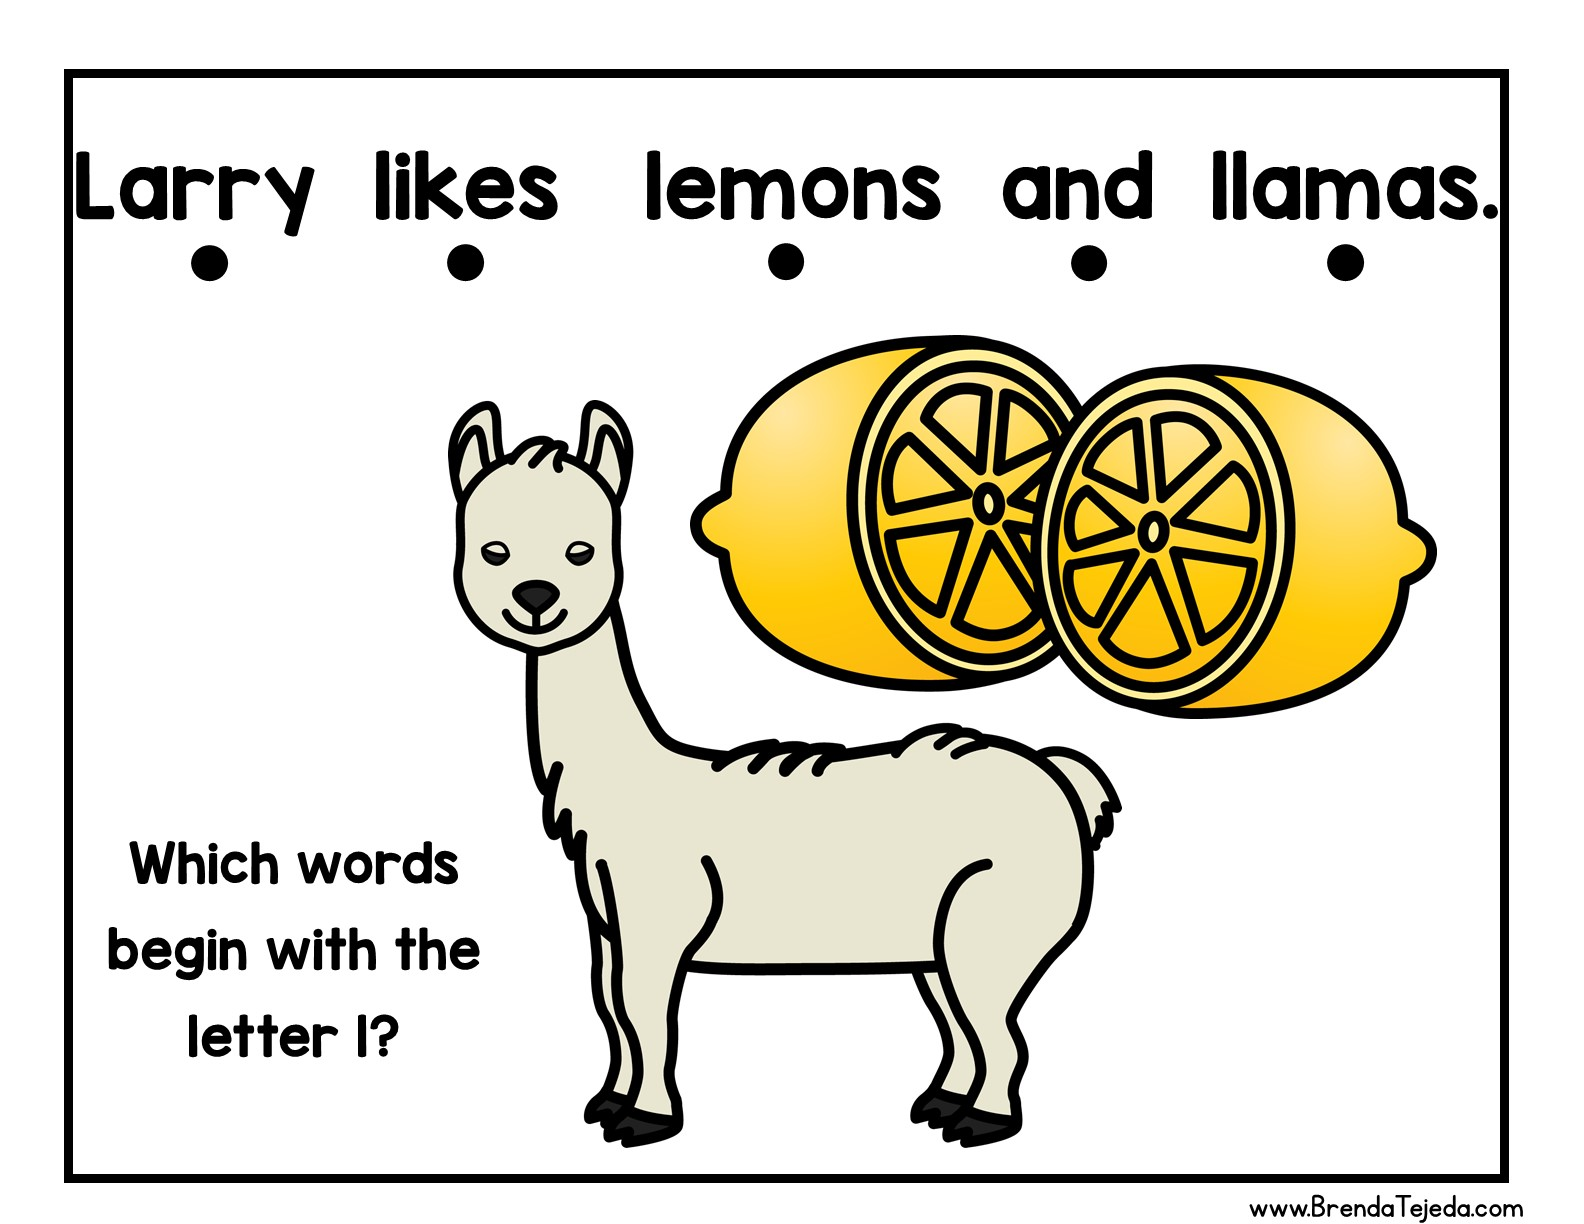 Larry likes lemons and llamas.
Which words
begin with the
letter l?
www.BrendaTejeda.com